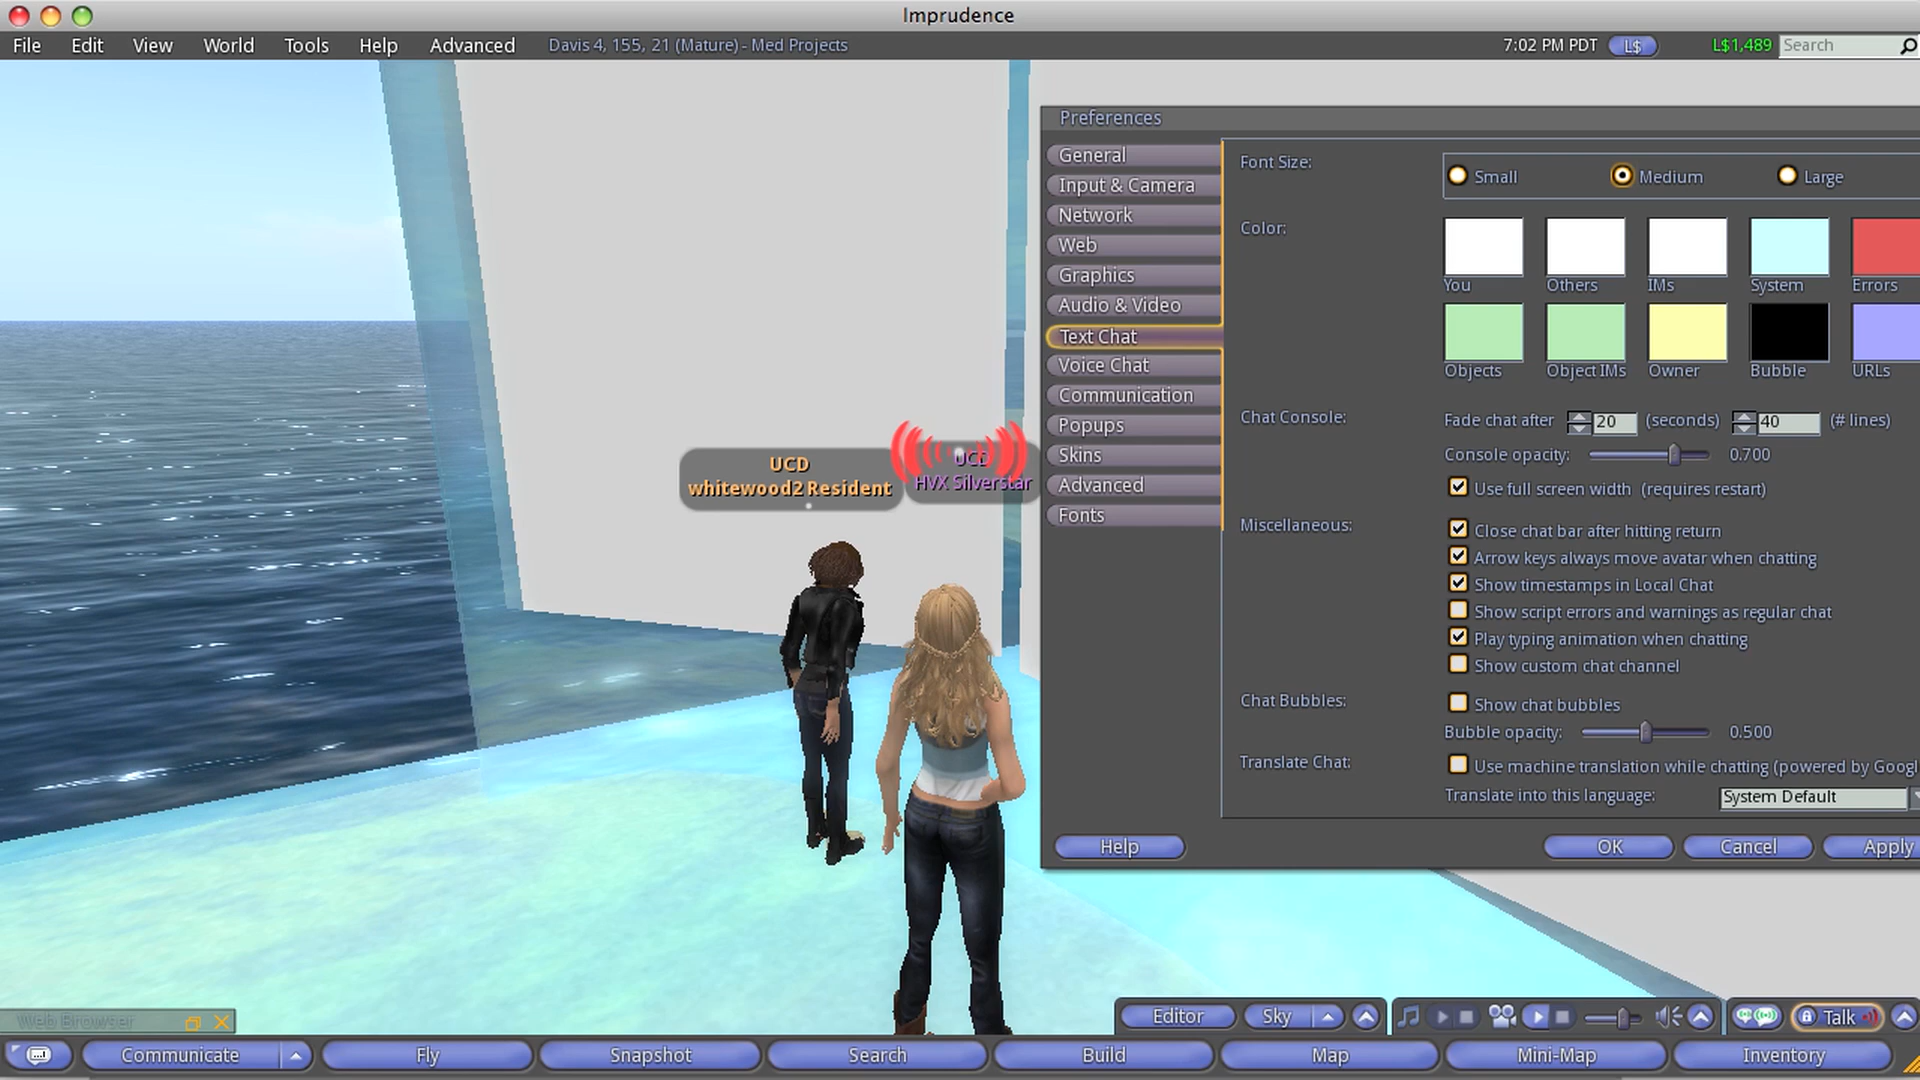 Imprudence
File Edit View World Tools Help Advanced Davis 4, 155, 21 (Mature) - Med Projects 7:02 PM PDT L$ L$1,489 Search
Preferences
General
Input & Camera
Network
Web
Graphics
Audio & Video
Text Chat
Voice Chat
Communication
Popups
Skins
Advanced
Fonts
Font Size: Small Medium Large
Color:
You Others IMs System Errors
Objects Object IMs Owner Bubble URLs
Chat Console: Fade chat after 20 (seconds) 40 (# lines)
Console opacity: 0.700
Use full screen width (requires restart)
Miscellaneous: Close chat bar after hitting return
Arrow keys always move avatar when chatting
Show timestamps in Local Chat
Show script errors and warnings as regular chat
Play typing animation when chatting
Show custom chat channel
Chat Bubbles: Show chat bubbles
Bubble opacity: 0.500
Translate Chat: Use machine translation while chatting (powered by Googl
Translate into this language: System Default
Help OK Cancel Apply
UCD
whitewood2 Resident
UCD
HVX Silverstar
Web Browser
Editor Sky Talk
Communicate Fly Snapshot Search Build Map Mini-Map Inventory